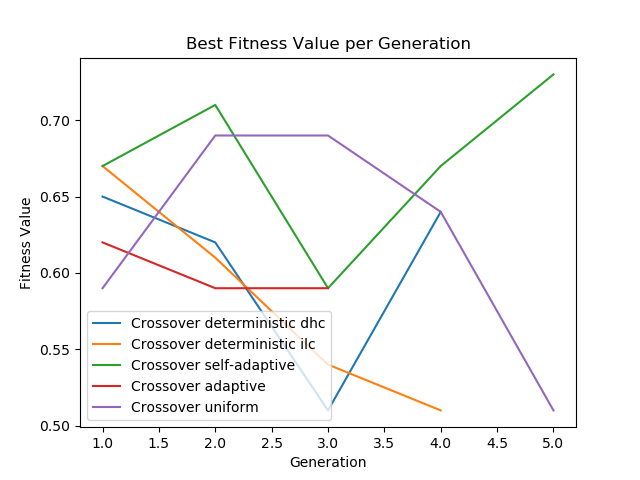 Best Fitness Value per Generation
Fitness Value
0.70
0.65
0.60
0.55
0.50
Crossover deterministic dhc
Crossover deterministic ilc
Crossover self-adaptive
Crossover adaptive
Crossover uniform
1.0 1.5 2.0 2.5 3.0 3.5 4.0 4.5 5.0
Generation